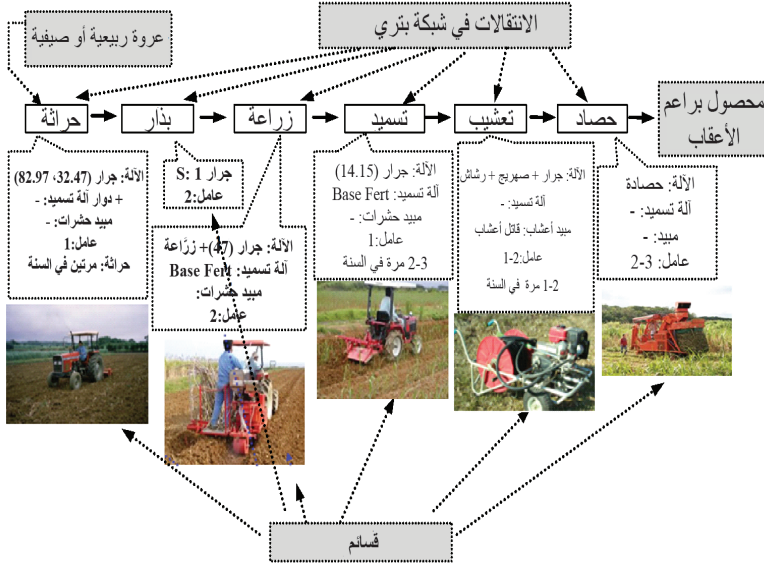 الانتقالات في شبكة بتري
عروة ربيعية أو صيفية
حراثة
بذار
زراعة
تسميد
تعشيب
حصاد
محصول براعم
الأعقاب
الآلة: جرار (32.47، 82.97)
+ دوار آلة تسميد: -
مبيد حشرات: -
عامل:1
حراثة: مرتين في السنة
جرار S: 1
عامل:2
الآلة: جرار (47)+ زرّاعة
آلة تسميد: Base Fert
مبيد حشرات:
عامل:2
الآلة: جرار (14.15)
آلة تسميد: Base Fert
مبيد حشرات: -
عامل:1
2-3 مرة في السنة
الآلة: جرار + صهريج + رشاش
آلة تسميد: -
مبيد أعشاب: قاتل أعشاب
عامل:1-2
1-2 مرة في السنة
الآلة: حصادة
آلة تسميد: -
مبيد: -
عامل: 2-3
قسائم